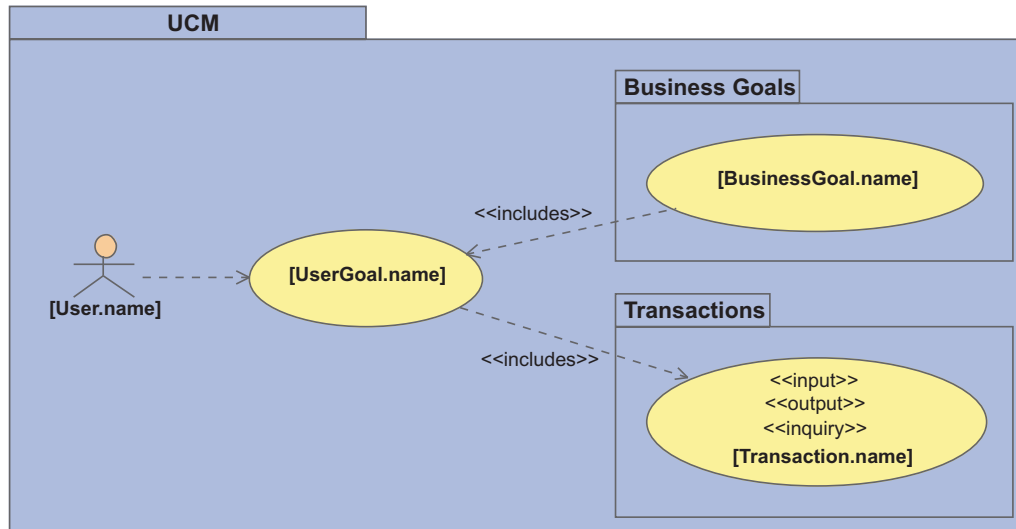 UCM
Business Goals
[BusinessGoal.name]
<<includes>>
[UserGoal.name]
[User.name]
Transactions
<<includes>>
<<input>>
<<output>>
<<inquiry>>
[Transaction.name]